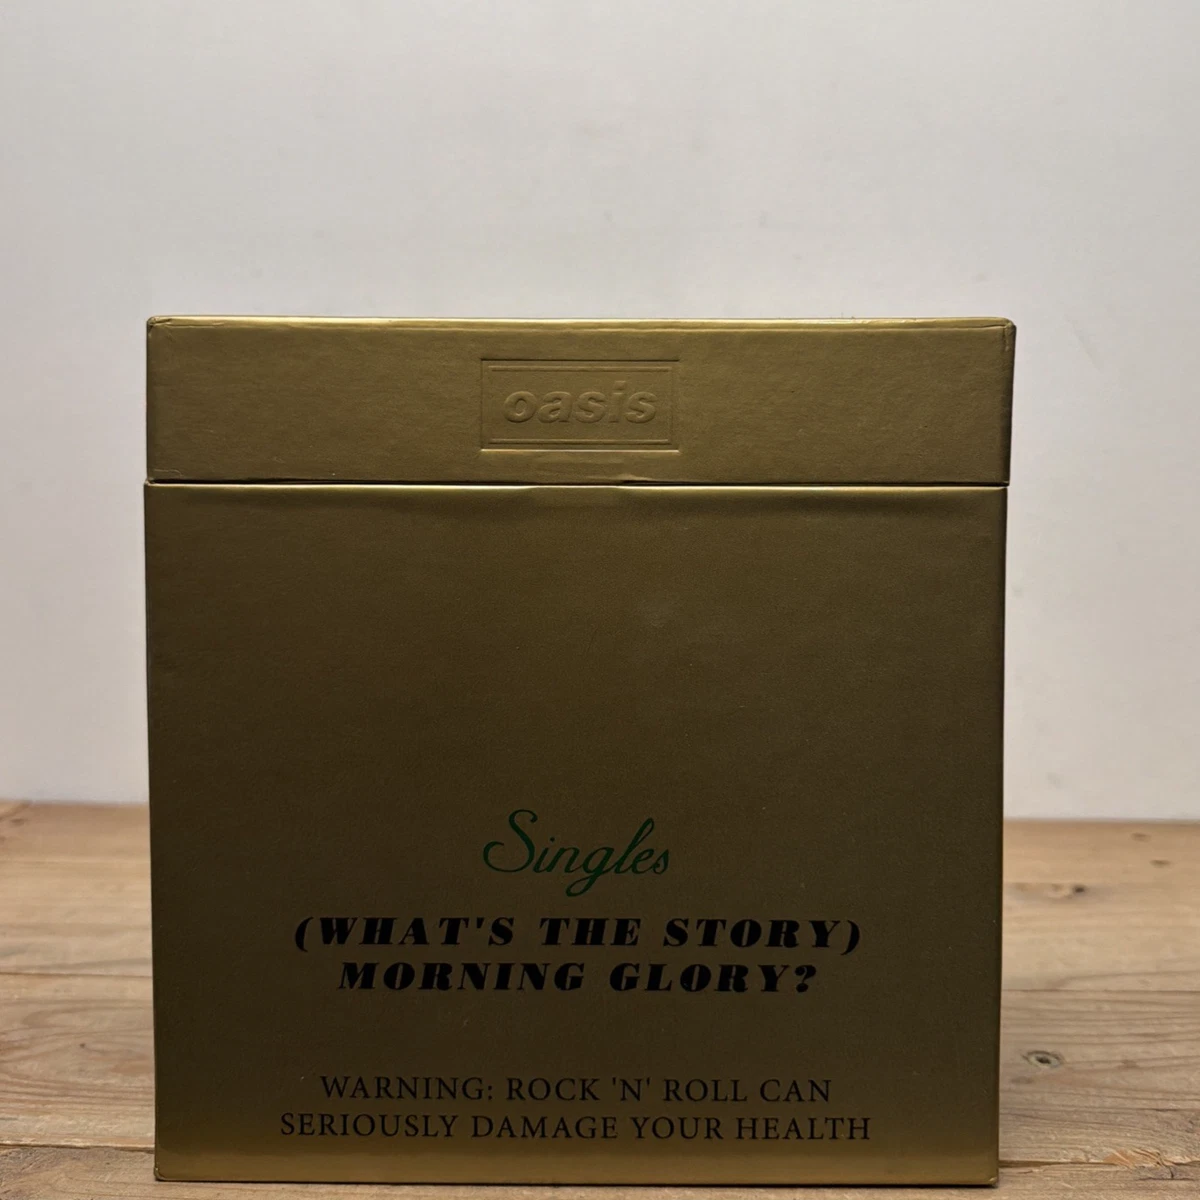 oasis
Singles
(WHAT'S THE STORY)
MORNING GLORY?
WARNING: ROCK 'N' ROLL CAN
SERIOUSLY DAMAGE YOUR HEALTH